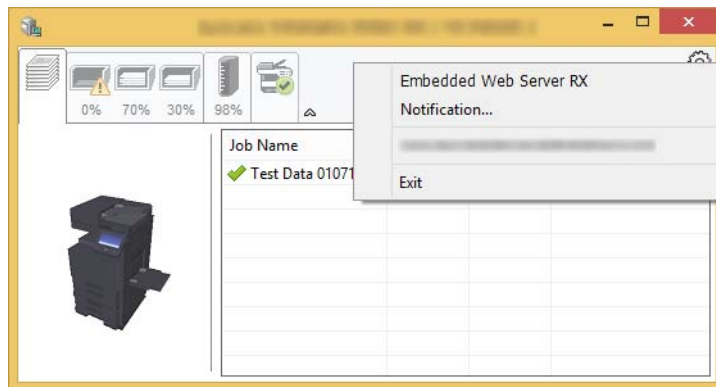 Embedded Web Server RX
Notification...
0% 70% 30% 98%
Exit
Job Name
Test Data 01071